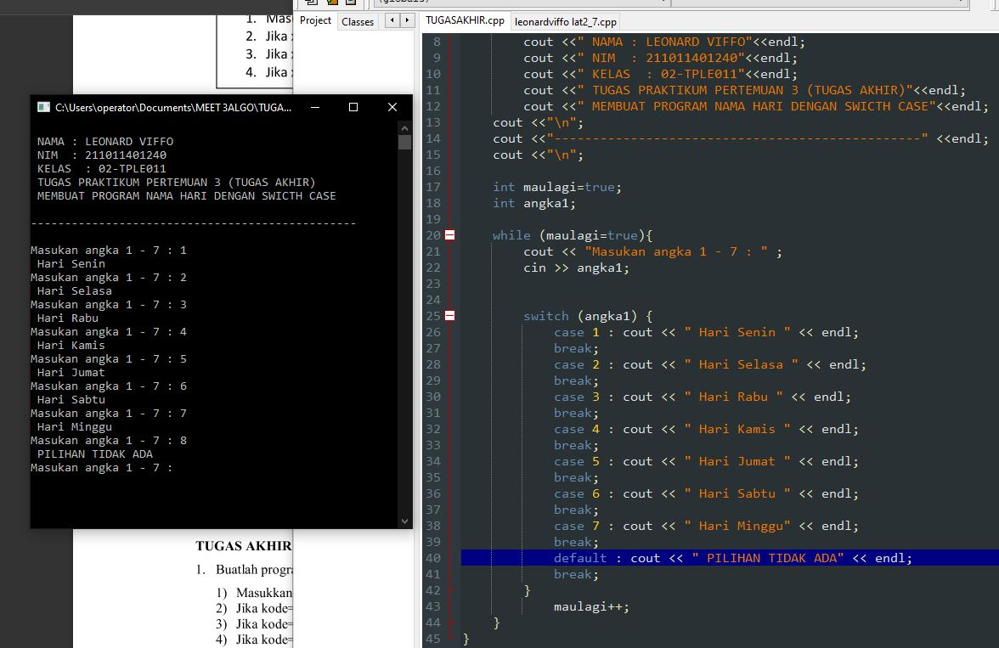 Project
Classes
TUGASAKHIR.cpp
leonardviffo lat2_7.cpp
1.
2. Jika
3. Jika
4. Jika
C:\Users\operator\Documents\MEET 3ALGO\TUGA...
NAMA : LEONARD VIFFO
NIM  : 211011401240
KELAS  : 02-TPLE011
TUGAS PRAKTIKUM PERTEMUAN 3 (TUGAS AKHIR)
MEMBUAT PROGRAM NAMA HARI DENGAN SWICTH CASE
------------------------------------------------
Masukan angka 1 - 7 : 1
Hari Senin
Masukan angka 1 - 7 : 2
Hari Selasa
Masukan angka 1 - 7 : 3
Hari Rabu
Masukan angka 1 - 7 : 4
Hari Kamis
Masukan angka 1 - 7 : 5
Hari Jumat
Masukan angka 1 - 7 : 6
Hari Sabtu
Masukan angka 1 - 7 : 7
Hari Minggu
Masukan angka 1 - 7 : 8
PILIHAN TIDAK ADA
Masukan angka 1 - 7 :
TUGAS AKHIR
1. Buatlah
1) Masukkan
2) Jika kode=
3) Jika kode=
4) Jika kode=
8 cout <<" NAMA : LEONARD VIFFO"<<endl;
9 cout <<" NIM  : 211011401240"<<endl;
10 cout <<" KELAS  : 02-TPLE011"<<endl;
11 cout <<" TUGAS PRAKTIKUM PERTEMUAN 3 (TUGAS AKHIR)"<<endl;
12 cout <<" MEMBUAT PROGRAM NAMA HARI DENGAN SWICTH CASE"<<endl;
13 cout <<"\n";
14 cout <<"------------------------------------------------" <<endl;
15 cout <<"\n";
16
17 int maulagi=true;
18 int angka1;
19
20 while (maulagi=true){
21 cout << "Masukan angka 1 - 7 : " ;
22 cin >> angka1;
23
24
25 switch (angka1) {
26 case 1 : cout << " Hari Senin " << endl;
27 break;
28 case 2 : cout << " Hari Selasa " << endl;
29 break;
30 case 3 : cout << " Hari Rabu " << endl;
31 break;
32 case 4 : cout << " Hari Kamis " << endl;
33 break;
34 case 5 : cout << " Hari Jumat " << endl;
35 break;
36 case 6 : cout << " Hari Sabtu " << endl;
37 break;
38 case 7 : cout << " Hari Minggu" << endl;
39 break;
40 default : cout << " PILIHAN TIDAK ADA" << endl;
41 break;
42 }
43 maulagi++;
44 }
45 }